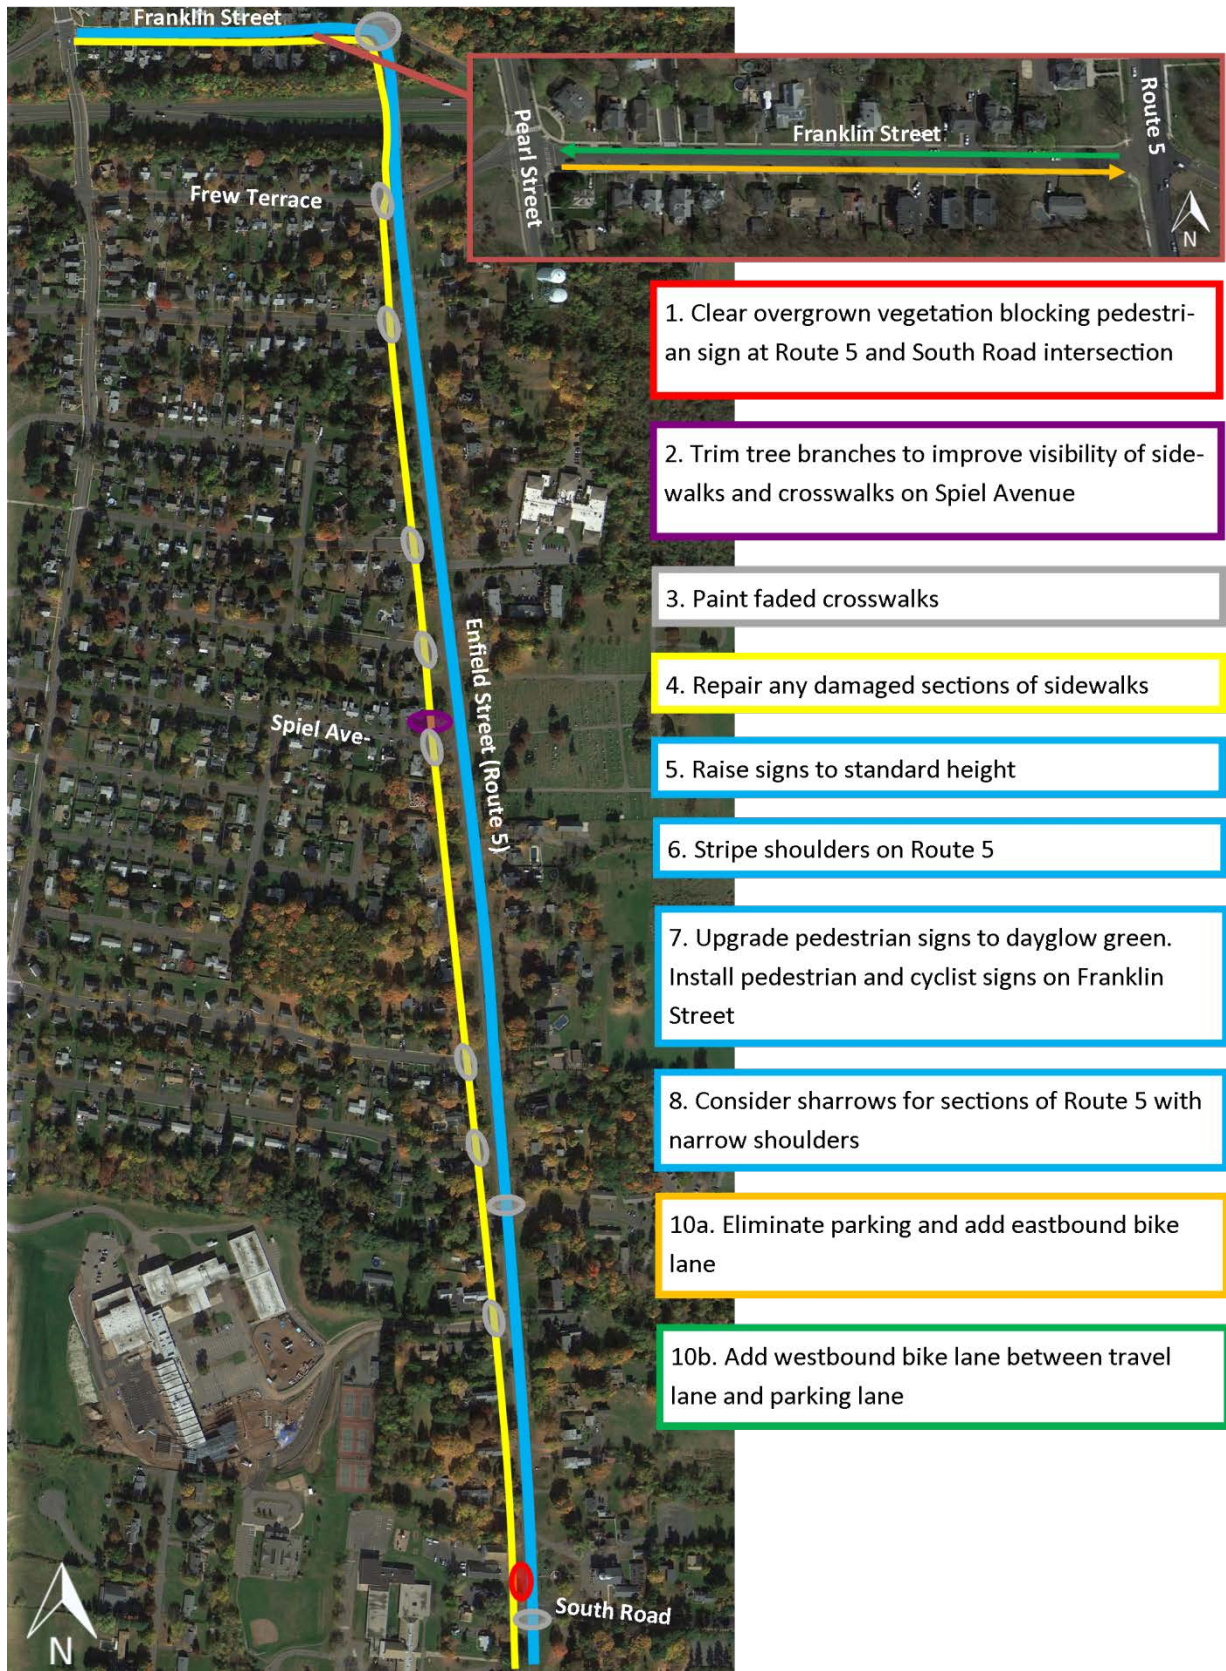 Franklin Street
Pearl Street
Franklin Street
Route 5
N
Frew Terrace
1. Clear overgrown vegetation blocking pedestri-
an sign at Route 5 and South Road intersection
2. Trim tree branches to improve visibility of side-
walks and crosswalks on Spiel Avenue
3. Paint faded crosswalks
Enfield Street (Route 5)
4. Repair any damaged sections of sidewalks
Spiel Ave-
5. Raise signs to standard height
6. Stripe shoulders on Route 5
7. Upgrade pedestrian signs to dayglow green.
Install pedestrian and cyclist signs on Franklin
Street
8. Consider sharrows for sections of Route 5 with
narrow shoulders
10a. Eliminate parking and add eastbound bike
lane
10b. Add westbound bike lane between travel
lane and parking lane
South Road
N